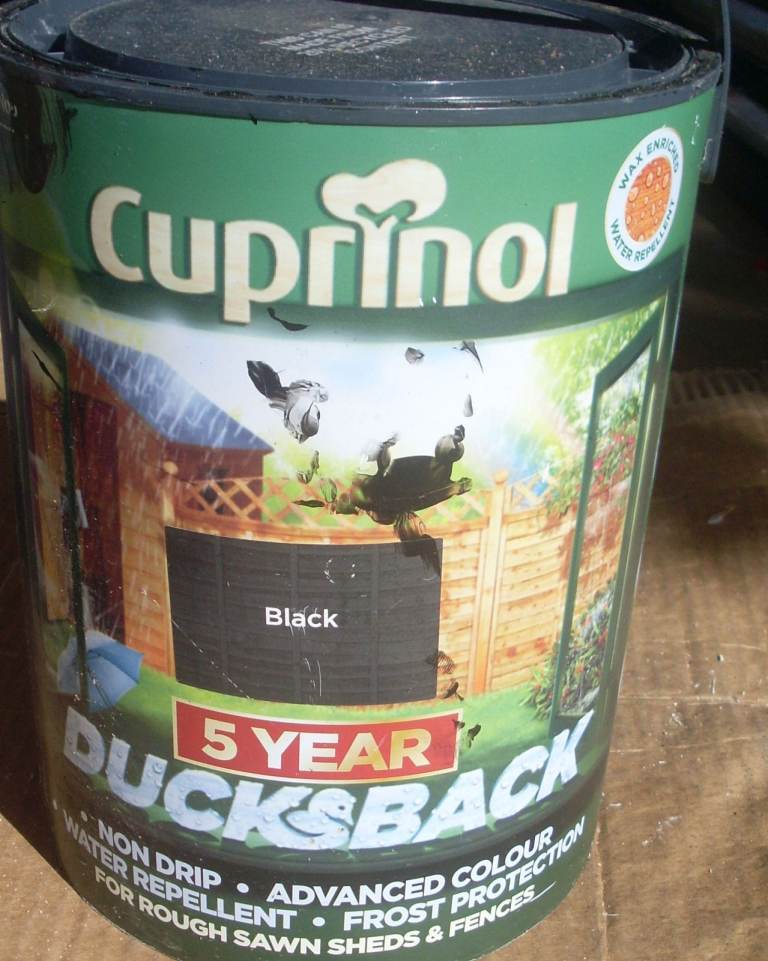 Cuprinol
WAX ENRICHED
WATER REPELLENT
Black
5 YEAR
DUCKSBACK
• NON DRIP • ADVANCED COLOUR
WATER REPELLENT • FROST PROTECTION
FOR ROUGH SAWN SHEDS & FENCES